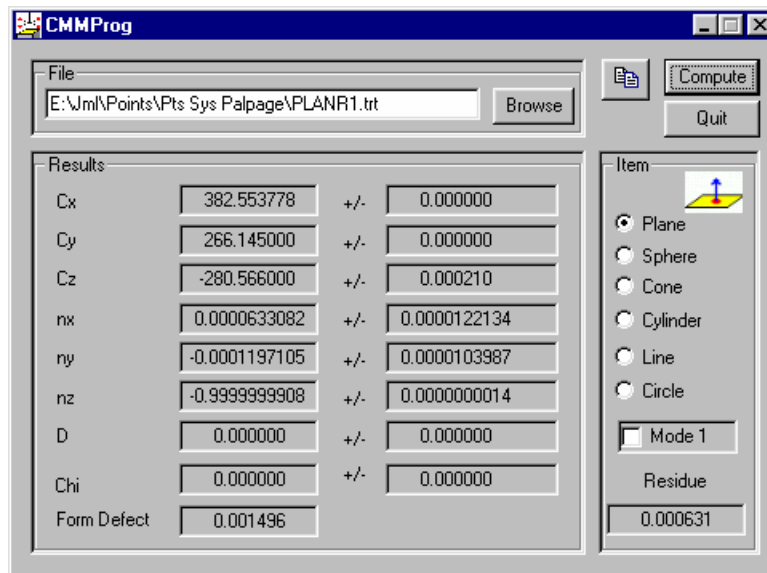 CMMProg
File
E:\Jml\Points\Pts Sys Palpage\PLANR1.trt
Browse
Compute
Quit
Results
Cx 382.553778 +/- 0.000000
Cy 266.145000 +/- 0.000000
Cz -280.566000 +/- 0.000210
nx 0.0000633082 +/- 0.0000122134
ny -0.0001197105 +/- 0.0000103987
nz -0.9999999908 +/- 0.0000000014
D 0.000000 +/- 0.000000
Chi 0.000000 +/- 0.000000
Form Defect 0.001496
Item
Plane
Sphere
Cone
Cylinder
Line
Circle
Mode 1
Residue
0.000631